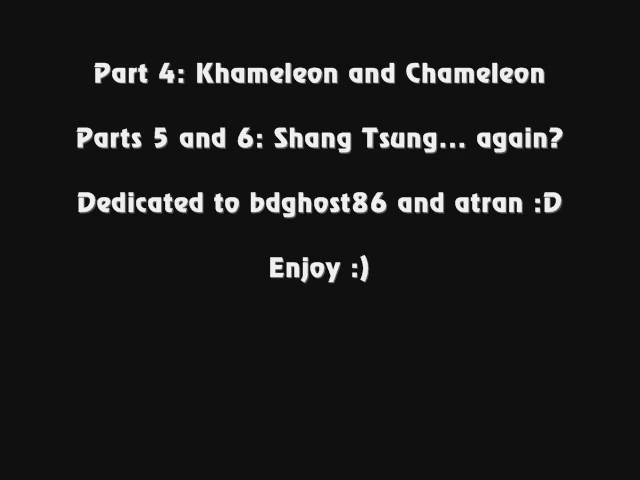 Part 4: Khameleon and Chameleon
Parts 5 and 6: Shang Tsung... again?
Dedicated to bdghost86 and atran :D
Enjoy :)